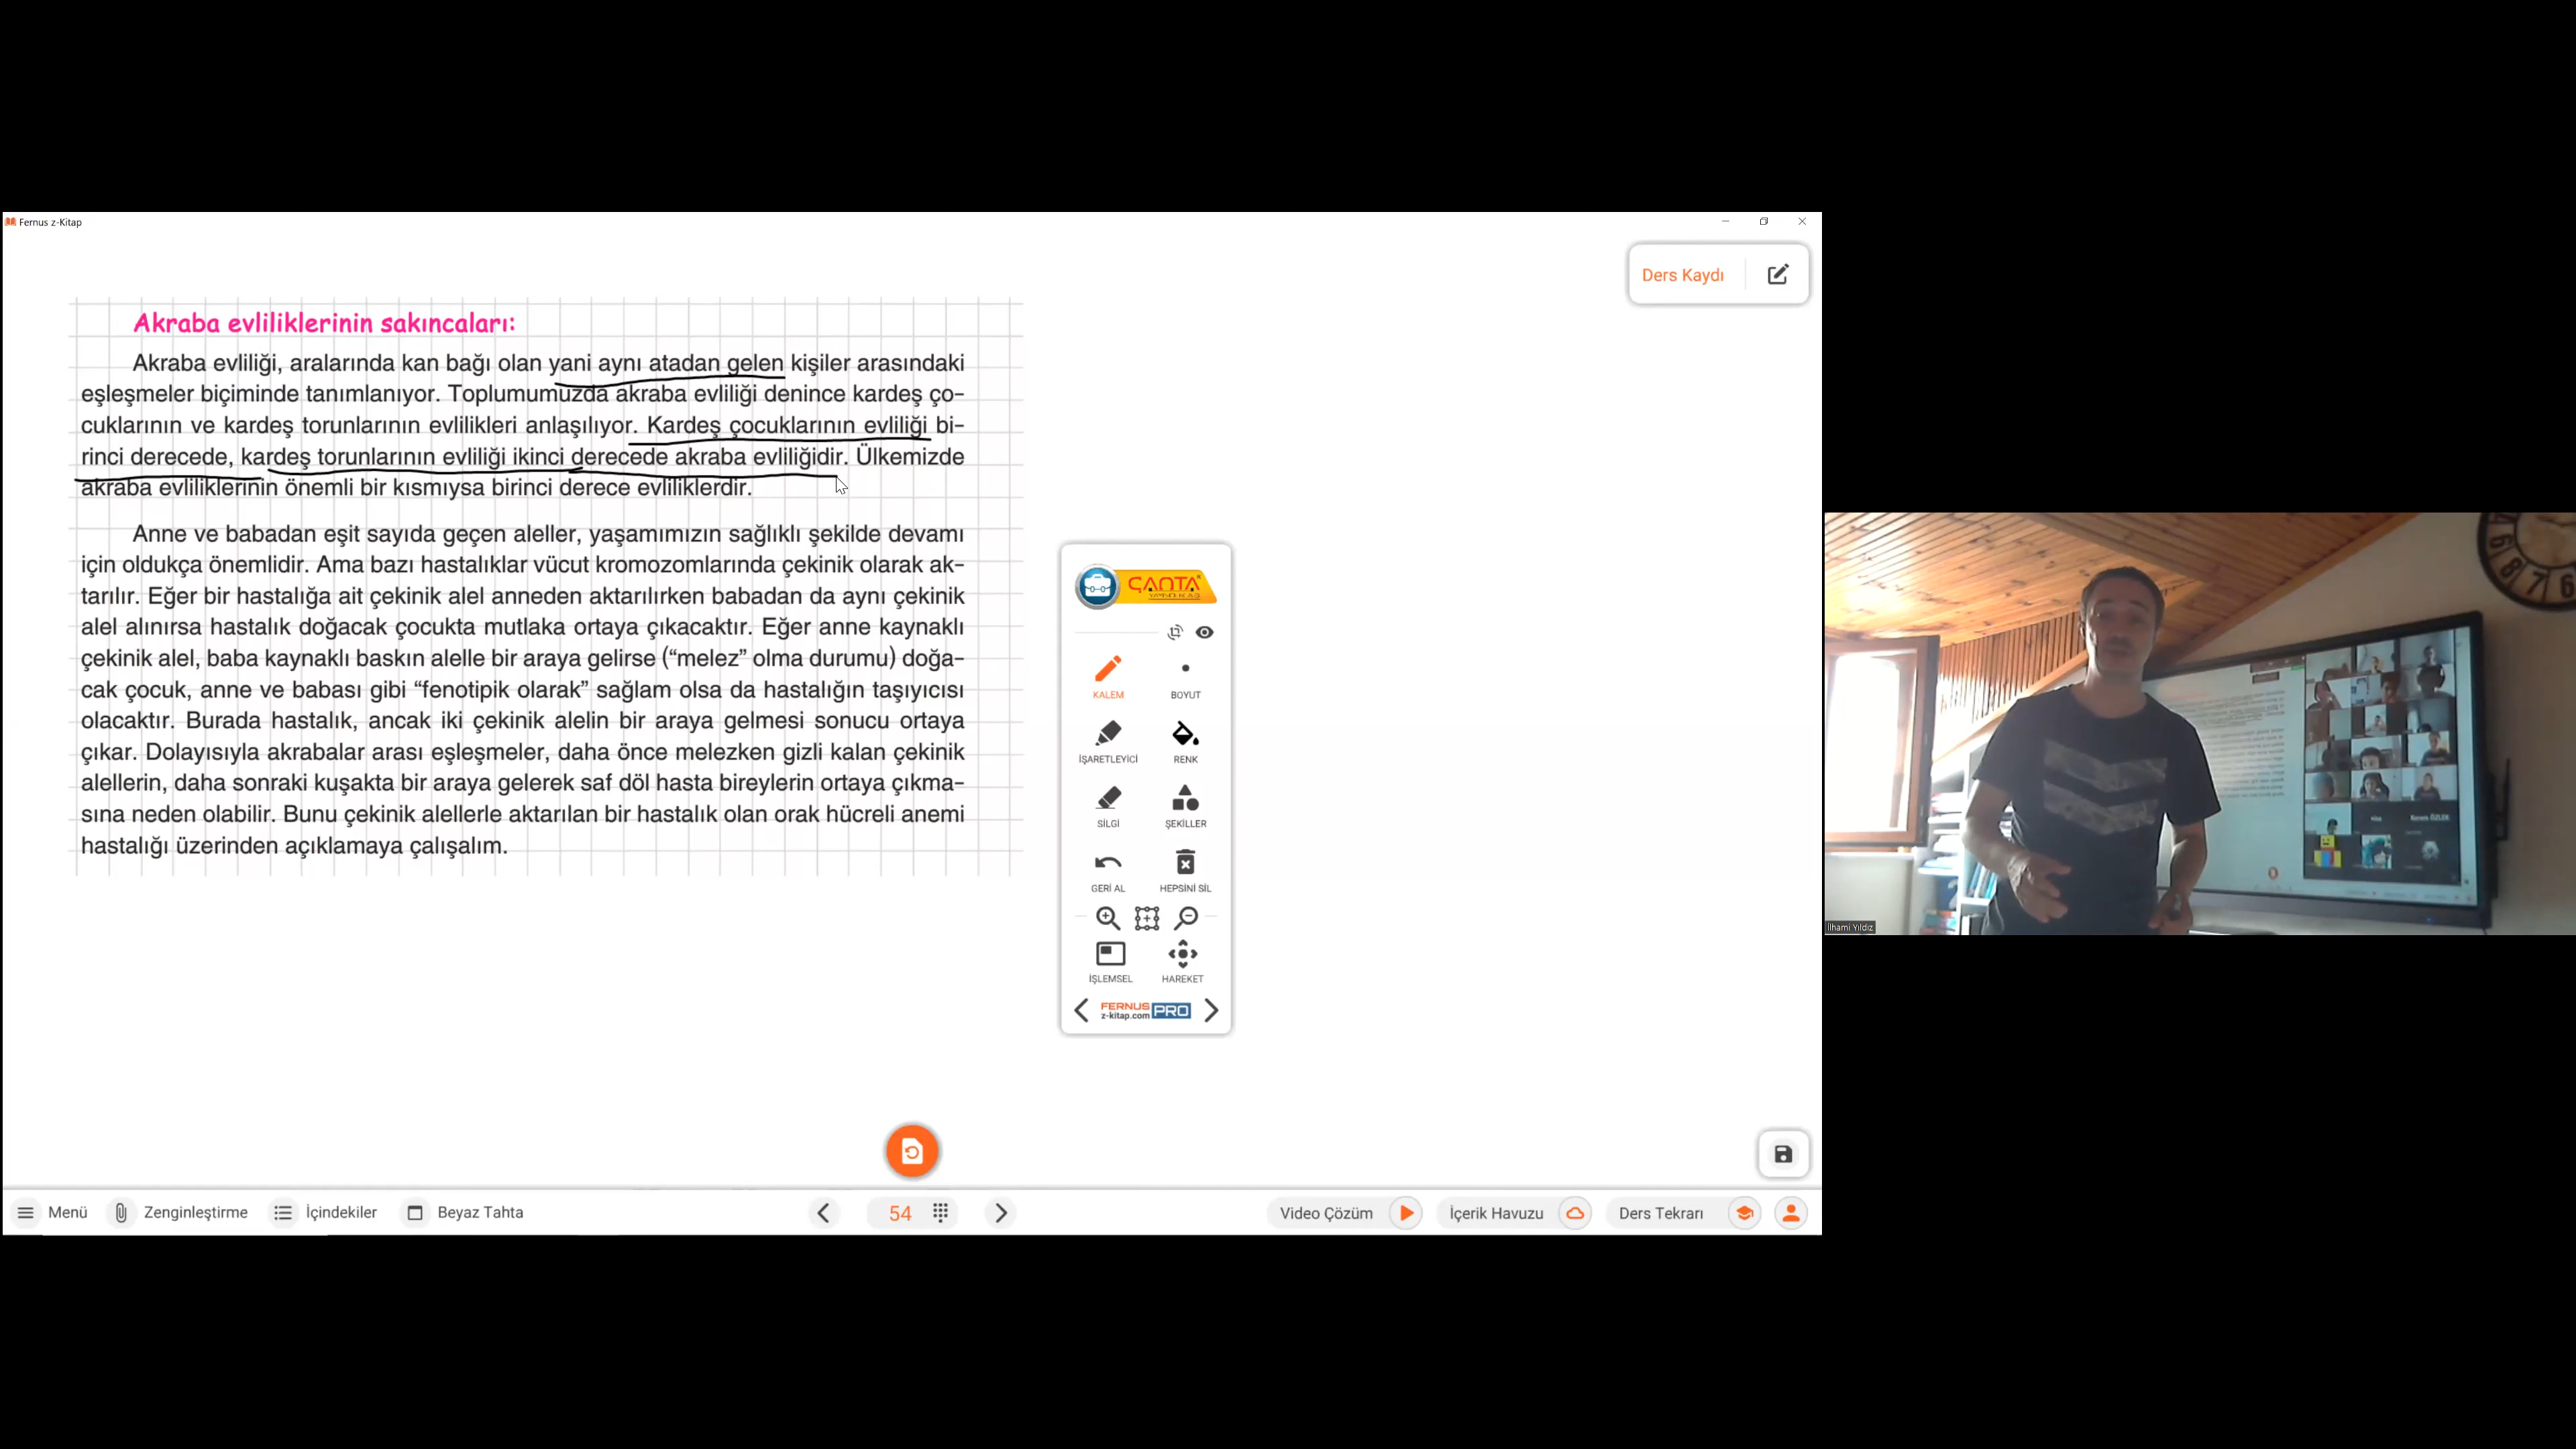 Fernus z-Kitap
Ders Kaydı
Akraba evliliklerinin sakıncaları:
Akraba evliliği, aralarında kan bağı olan yani aynı atadan gelen kişiler arasındaki
eşleşmeler biçiminde tanımlanıyor. Toplumumuzda akraba evliliği denince kardeş ço-
cuklarının ve kardeş torunlarının evlilikleri anlaşılıyor. Kardeş çocuklarının evliliği bi-
rinci derecede, kardeş torunlarının evliliği ikinci derecede akraba evliliğidir. Ülkemizde
akraba evliliklerinin önemli bir kısmıysa birinci derece evliliklerdir.
Anne ve babadan eşit sayıda geçen aleller, yaşamımızın sağlıklı şekilde devamı
için oldukça önemlidir. Ama bazı hastalıklar vücut kromozomlarında çekinik olarak ak-
tarılır. Eğer bir hastalığa ait çekinik alel anneden aktarılırken babadan da aynı çekinik
alel alınırsa hastalık doğacak çocukta mutlaka ortaya çıkacaktır. Eğer anne kaynaklı
çekinik alel, baba kaynaklı baskın alelle bir araya gelirse (“melez” olma durumu) doğa-
cak çocuk, anne ve babası gibi “fenotipik olarak” sağlam olsa da hastalığın taşıyıcısı
olacaktır. Burada hastalık, ancak iki çekinik alelin bir araya gelmesi sonucu ortaya
çıkar. Dolayısıyla akrabalar arası eşleşmeler, daha önce melezken gizli kalan çekinik
alellerin, daha sonraki kuşakta bir araya gelerek saf döl hasta bireylerin ortaya çıkma-
sına neden olabilir. Bunu çekinik alellerle aktarılan bir hastalık olan orak hücreli anemi
hastalığı üzerinden açıklamaya çalışalım.
ÇANTA
YAYINCILIK A.Ş.
KALEM
BOYUT
İŞARETLEYİCİ
RENK
SİLGİ
ŞEKİLLER
GERİ AL
HEPSİNİ SİL
İŞLEMSEL
HAREKET
FERNUS
z-kitap.com PRO
İlhami Yıldız
Kerem ÖZLEK
Menü
Zenginleştirme
İçindekiler
Beyaz Tahta
54
Video Çözüm
İçerik Havuzu
Ders Tekrarı